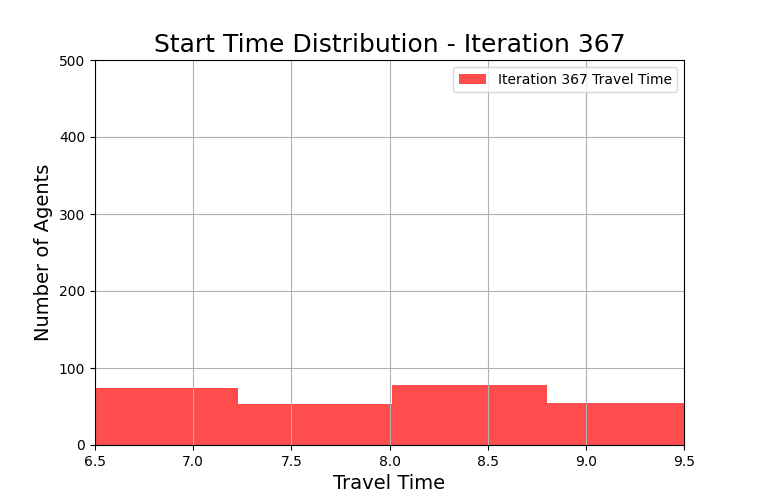 Start Time Distribution - Iteration 367
Iteration 367 Travel Time
Number of Agents
500
400
300
200
100
0
6.5 7.0 7.5 8.0 8.5 9.0 9.5
Travel Time